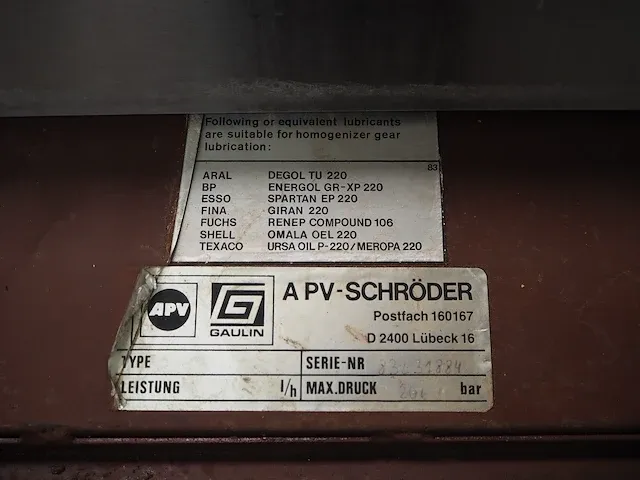 Following or equivalent lubricants
are suitable for homogenizer gear
lubrication:
83
ARAL DEGOL TU 220
BP ENERGOL GR-XP 220
ESSO SPARTAN EP 220
FINA GIRAN 220
FUCHS RENEP COMPOUND 106
SHELL OMALA OEL 220
TEXACO URSA OIL P-220/MEROPA 220
APV GAULIN APV-SCHRÖDER
Postfach 160167
D 2400 Lübeck 16
TYPE SERIE-NR
LEISTUNG l/h MAX.DRUCK bar